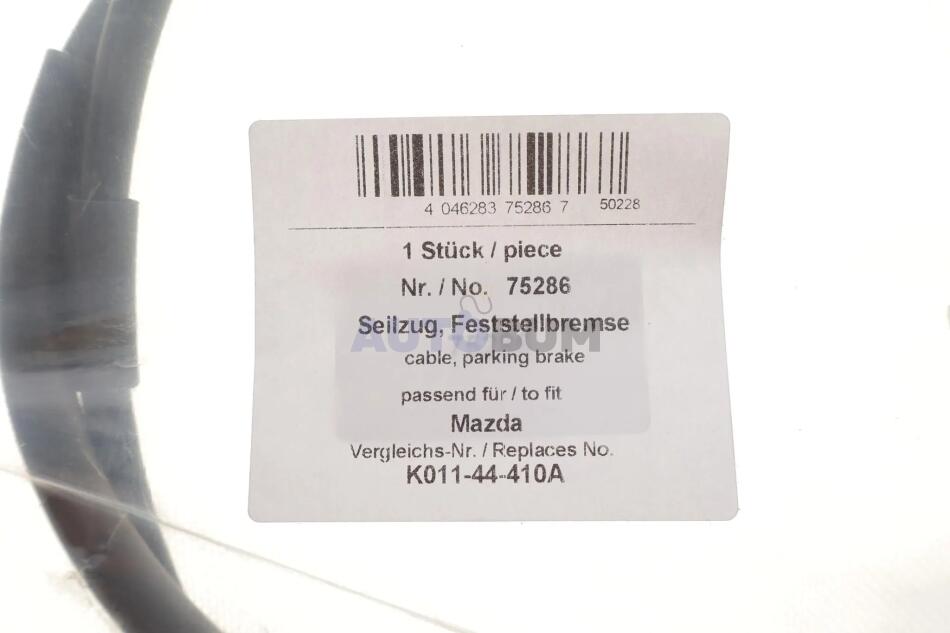 4 046283 75286 7 50228
1 Stück / piece
Nr. / No. 75286
Seilzug, Feststellbremse
AUTOBUM
cable, parking brake
passend für / to fit
Mazda
Vergleichs-Nr. / Replaces No.
K011-44-410A